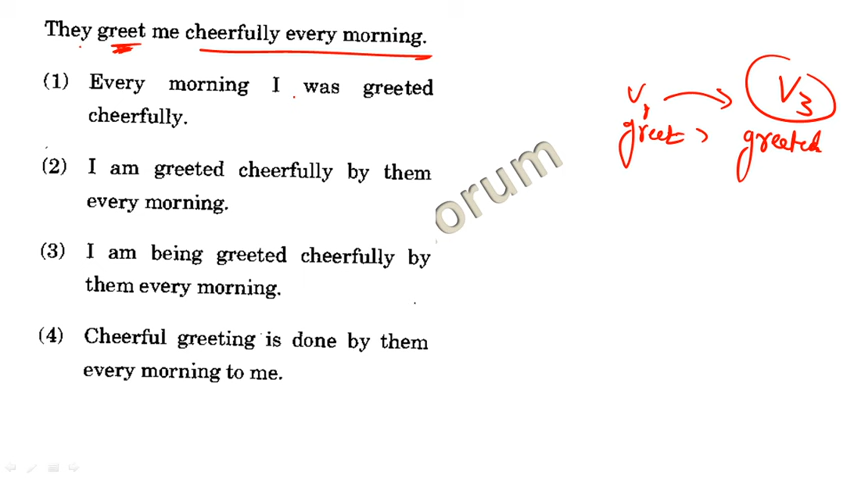 They greet me cheerfully every morning.
(1) Every morning I was greeted
cheerfully.
(2) I am greeted cheerfully by them
every morning.
(3) I am being greeted cheerfully by
them every morning.
(4) Cheerful greeting is done by them
every morning to me.
V1 → V3
greet > greeted
orum